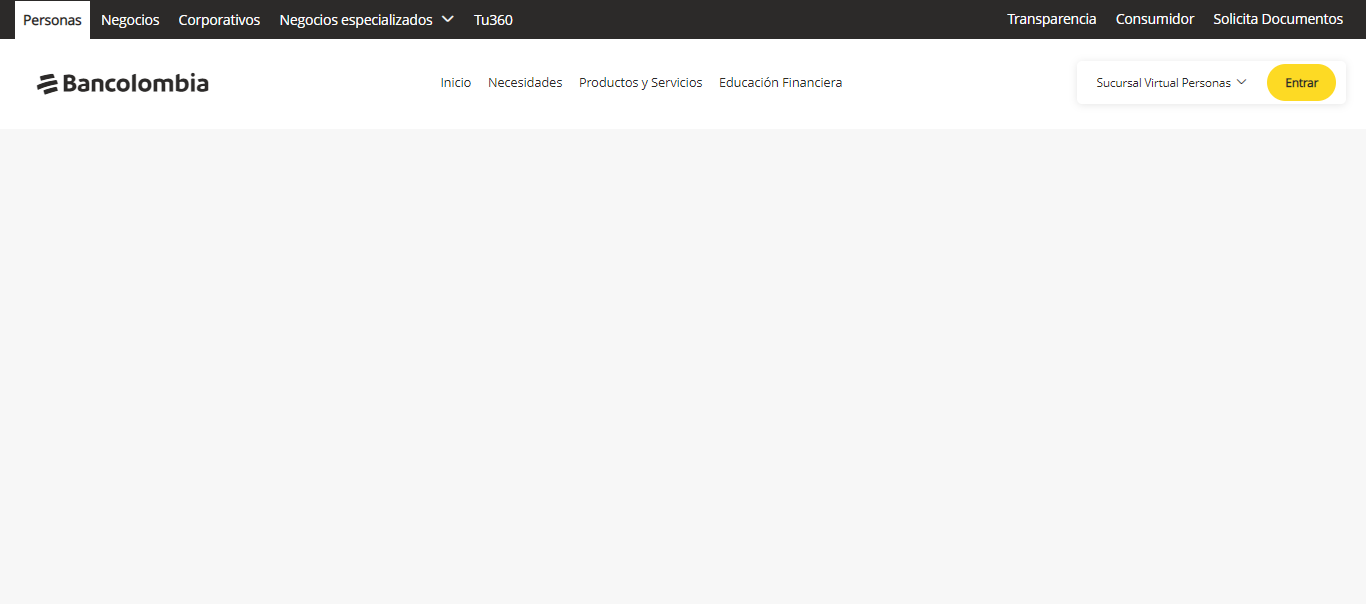 Personas Negocios Corporativos Negocios especializados Tu360 Transparencia Consumidor Solicita Documentos
Bancolombia Inicio Necesidades Productos y Servicios Educación Financiera Sucursal Virtual Personas Entrar